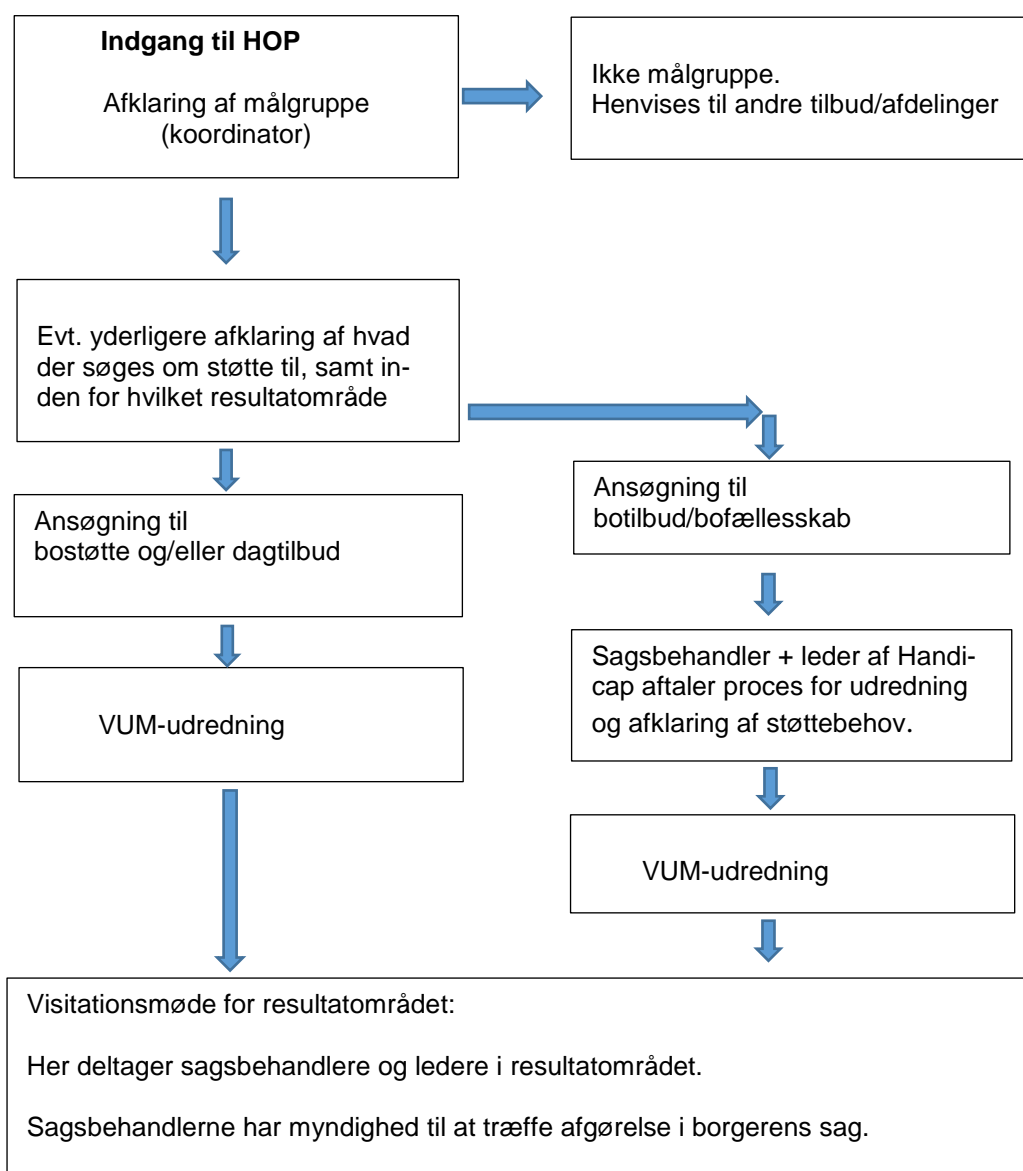 Indgang til HOP
Afklaring af målgruppe
(koordinator)
Ikke målgruppe.
Henvises til andre tilbud/afdelinger
Evt. yderligere afklaring af hvad
der søges om støtte til, samt in-
den for hvilket resultatområde
Ansøgning til
bostøtte og/eller dagtilbud
Ansøgning til
botilbud/bofællesskab
Sagsbehandler + leder af Handi-
cap aftaler proces for udredning
og afklaring af støttebehov.
VUM-udredning
VUM-udredning
Visitationsmøde for resultatområdet:
Her deltager sagsbehandlere og ledere i resultatområdet.
Sagsbehandlerne har myndighed til at træffe afgørelse i borgerens sag.